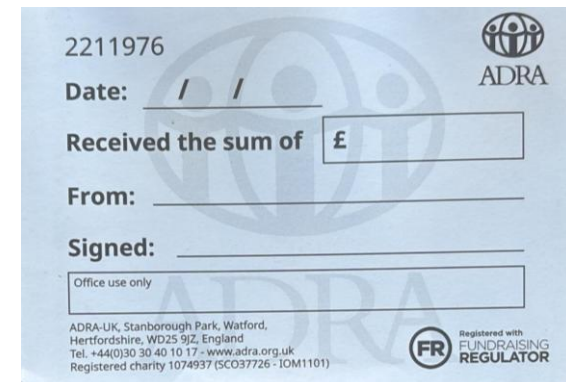 2211976
ADRA
Date: / /
Received the sum of £
From:
Signed:
Office use only
ADRA
ADRA-UK, Stanborough Park, Watford,
Hertfordshire, WD25 9JZ, England
Tel. +44(0)30 30 40 10 17 - www.adra.org.uk
Registered charity 1074937 (SCO37726 - IOM1101)
FR
Registered with
FUNDRAISING
REGULATOR